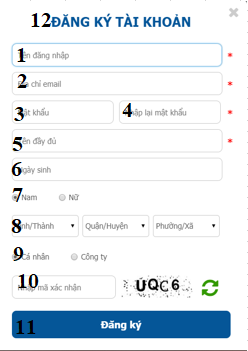 12 ĐĂNG KÝ TÀI KHOẢN
1 ên đăng nhập *
2 ịa chỉ email *
3 ật khẩu 4 hập lại mật khẩu *
5 ên đầy đủ *
6 gày sinh
7 Nam Nữ
8 ỉnh/Thành Quận/Huyện Phường/Xã
9 Cá nhân Công ty
10 Nhập mã xác nhận UQC6
11 Đăng ký